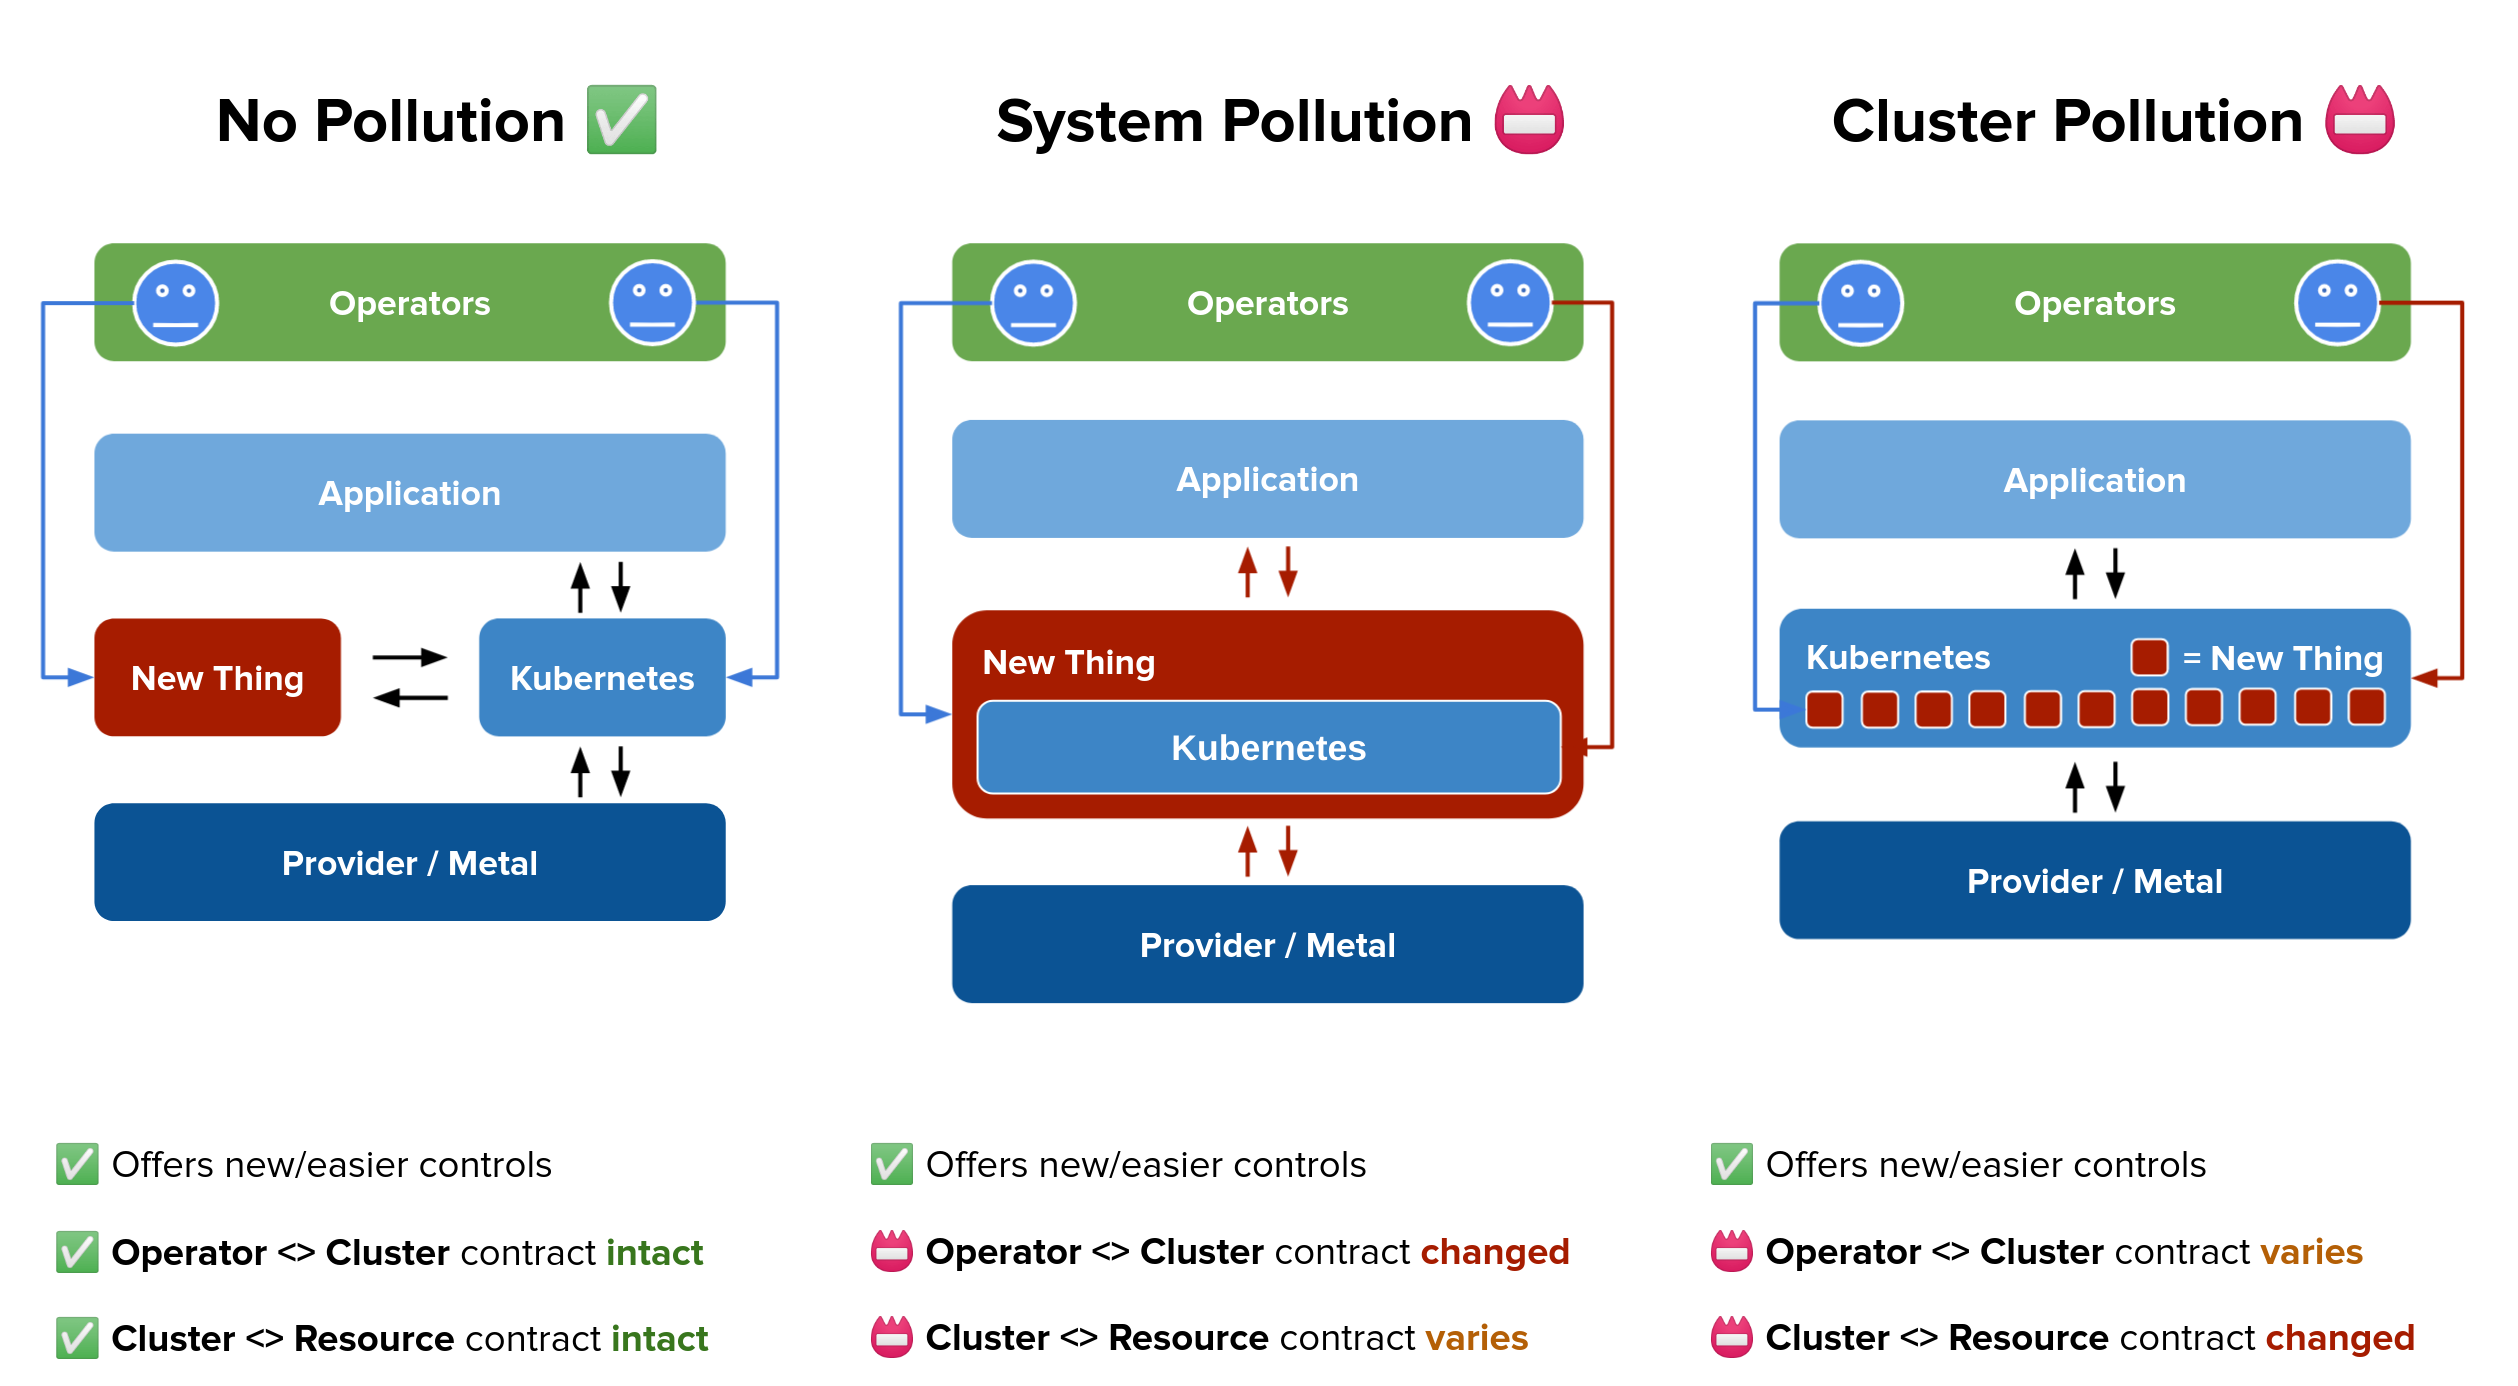 No Pollution ✅
Operators
Application
New Thing
Kubernetes
Provider / Metal
✅ Offers new/easier controls
✅ Operator <> Cluster contract intact
✅ Cluster <> Resource contract intact
System Pollution 📛
Operators
Application
New Thing
Kubernetes
Provider / Metal
✅ Offers new/easier controls
📛 Operator <> Cluster contract changed
📛 Cluster <> Resource contract varies
Cluster Pollution 📛
Operators
Application
Kubernetes
= New Thing
Provider / Metal
✅ Offers new/easier controls
📛 Operator <> Cluster contract varies
📛 Cluster <> Resource contract changed